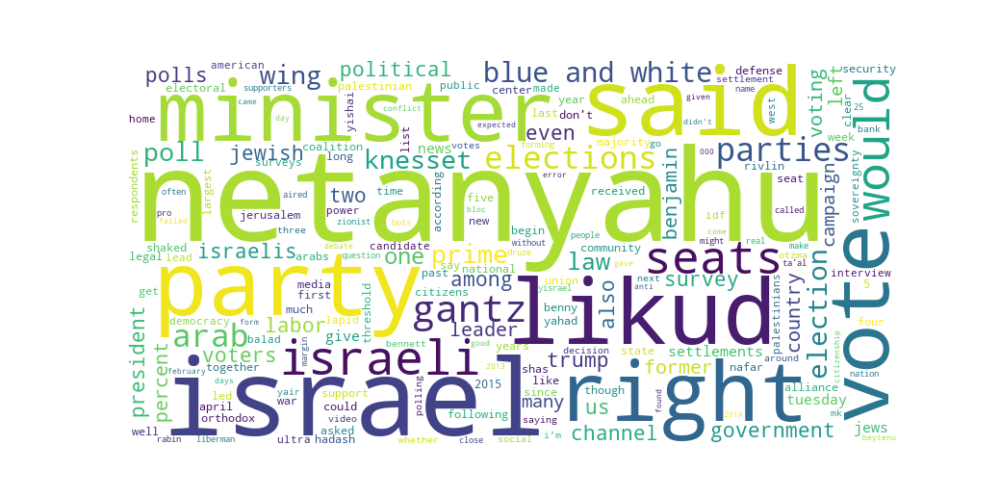 american
polls
wing
political
blue and white
defense
settlement
security
electoral
supporters
palestinian
public
center
made
came
minister
said
home
conflict
day
yishai
last
don't
year
ahead
list
even
didn't
name
given
west
voting
left
clear
25
bank
week
poll
jewish
coalition
news
votes
expected
forming
majority
go
000
parties
surveys
long
knesset
elections
error
rivlin
respondents
largest
often
aired
netanyahu
two
time
according
five
received
benjamin
idf
seat
called
campaign
sovereignty
would
vote
pro
failed
jerusalem
three
zionist
power
bots
bloc
new
begin
without
people
might
real
come
make
otzma
shaked
arabs
debate
candidate
druze
community
legal
lead
israelis
question
one
prime
law
gave
seats
ta'al
interview
get
party
media
first
much
past
say
national
among
union
yisrael
survey
next
anti
also
palestinians
country
election
5
citizens
threshold
gantz
likud
benny
yahad
four
president
democracy
form
lapid
labor
give
leader
balad
arab
voters
israeli
bennett
good
years
decision
state
settlements
around
citizenship
percent
together
margin
2013
shas
trump
former
nafar
alliance
nation
february
days
yair
support
polling
2015
like
since
though
tuesday
april
led
war
could
following
many
us
found
2014
mk
orthodox
video
saying
israel
right
well
asked
channel
government
jews
rabin
liberman
ultra
hadash
whether
close
social
i'm
beytenu